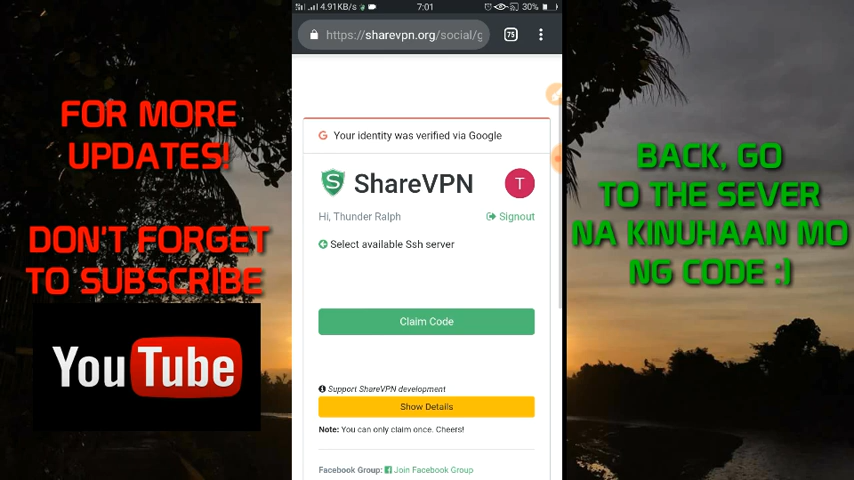 4.91KB/s
7:01
30%
https://sharevpn.org/social/g
75
FOR MORE
UPDATES!
DON'T FORGET
TO SUBSCRIBE
YouTube
Your identity was verified via Google
S ShareVPN
T
Hi, Thunder Ralph
Signout
Select available Ssh server
Claim Code
Support ShareVPN development
Show Details
Note: You can only claim once. Cheers!
Facebook Group: Join Facebook Group
BACK, GO
TO THE SEVER
NA KINUHAAN MO
NG CODE :)